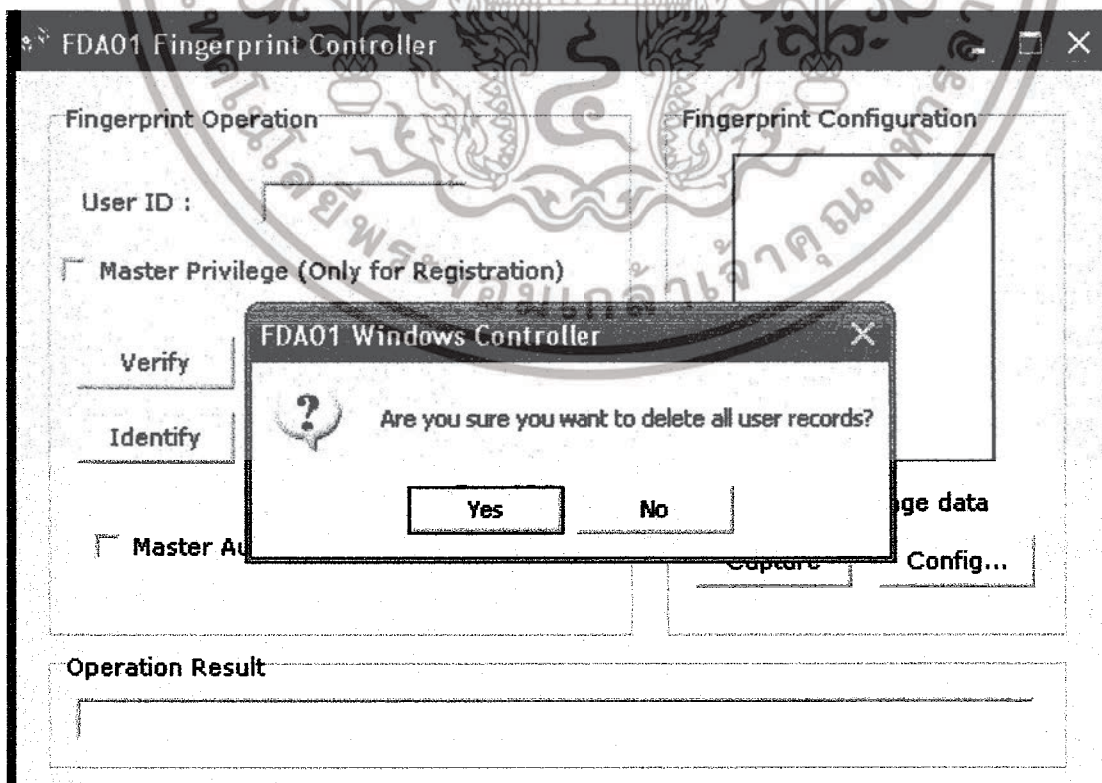 FDA01 Fingerprint Controller
Fingerprint Operation
Fingerprint Configuration
User ID :
Master Privilege (Only for Registration)
FDA01 Windows Controller
Verify
Are you sure you want to delete all user records?
Identify
Yes
No
ge data
Master Au
Capture
Config...
Operation Result